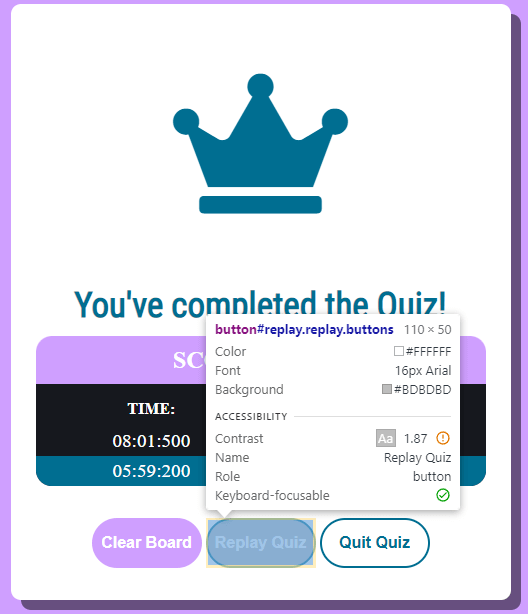 You've completed the Quiz!
SCO
TIME:
08:01:500
05:59:200
button#replay.replay.buttons 110 × 50
Color #FFFFFF
Font 16px Arial
Background #BDBDBD
ACCESSIBILITY
Contrast Aa 1.87
Name Replay Quiz
Role button
Keyboard-focusable
Clear Board Replay Quiz Quit Quiz